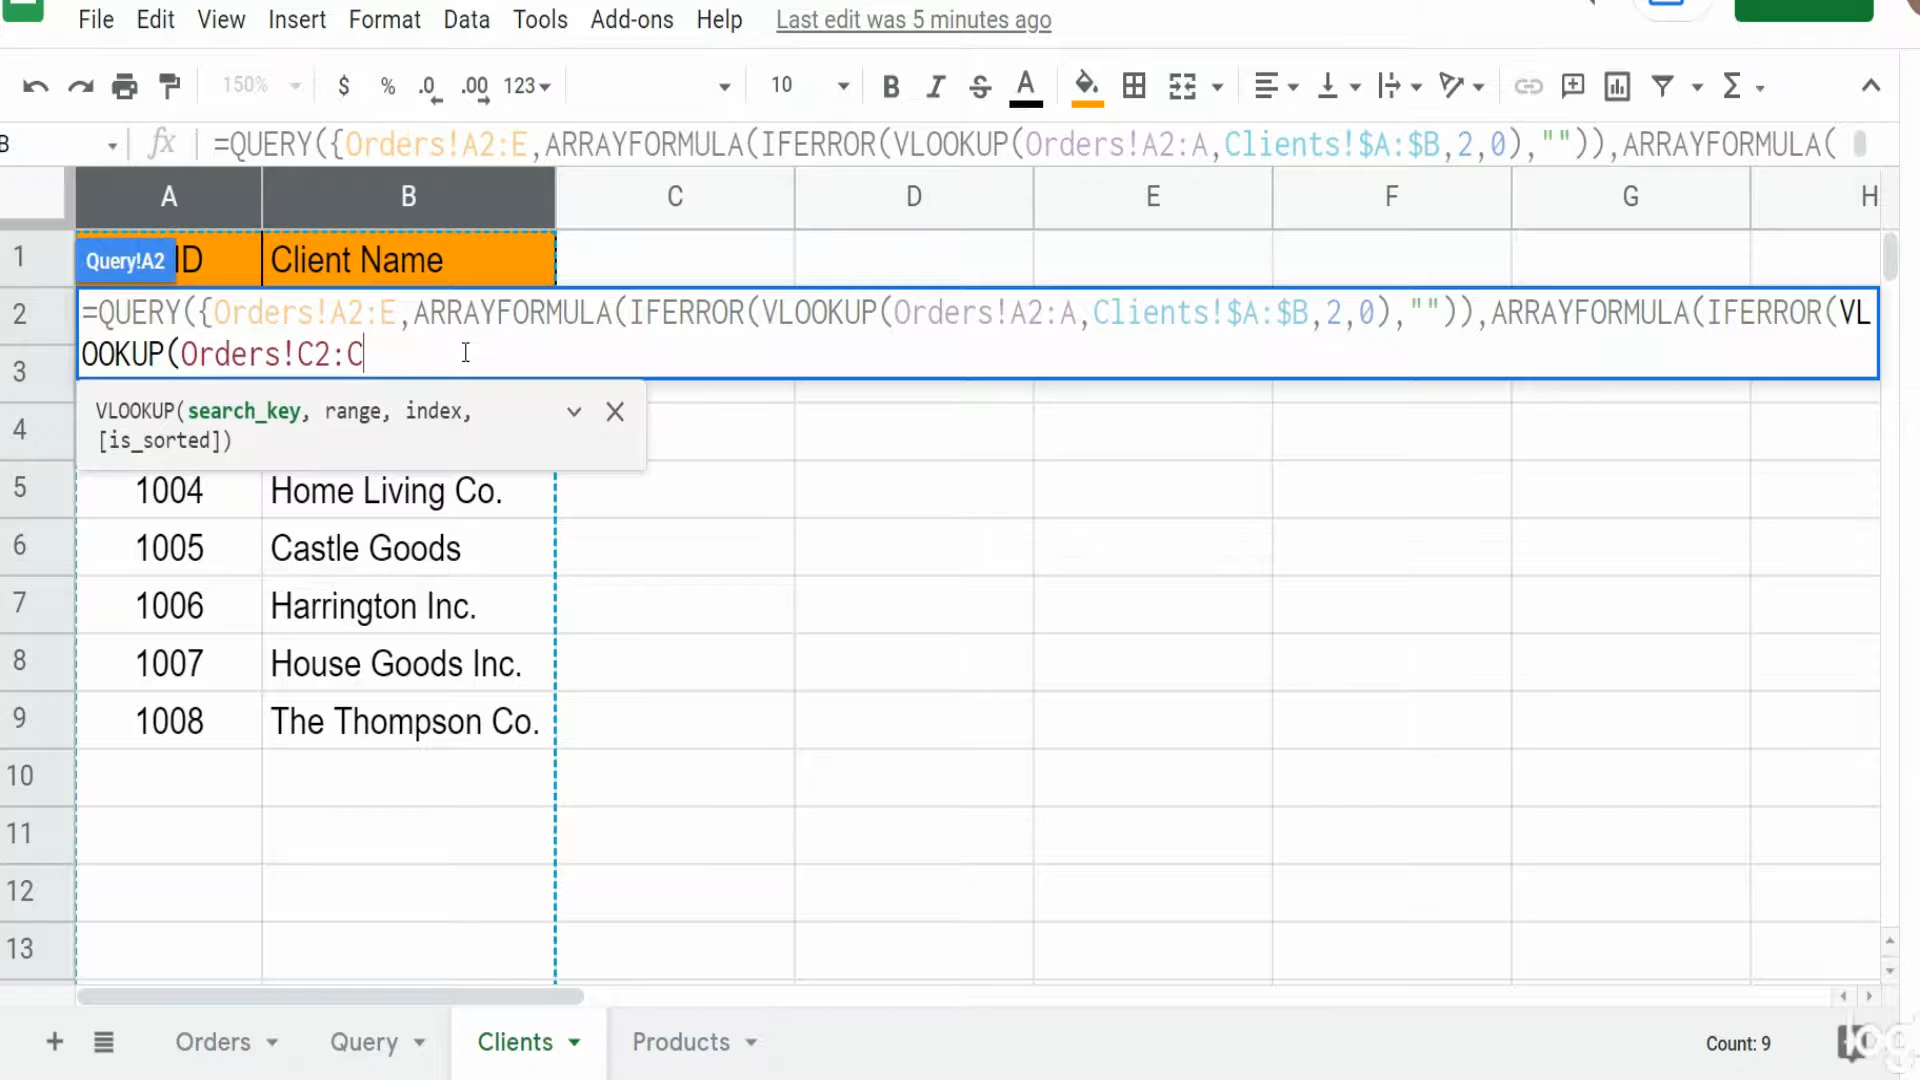 File Edit View Insert Format Data Tools Add-ons Help Last edit was 5 minutes ago
150% $ % .0 .00 123 10 B I S A Σ
B fx =QUERY({Orders!A2:E,ARRAYFORMULA(IFERROR(VLOOKUP(Orders!A2:A,Clients!$A:$B,2,0),"")),ARRAYFORMULA(
A B C D E F G H
1 Query!A2 ID Client Name
2 =QUERY({Orders!A2:E,ARRAYFORMULA(IFERROR(VLOOKUP(Orders!A2:A,Clients!$A:$B,2,0),"")),ARRAYFORMULA(IFERROR(VL
3 OOKUP(Orders!C2:C
VLOOKUP(search_key, range, index,
4 [is_sorted])
5 1004 Home Living Co.
6 1005 Castle Goods
7 1006 Harrington Inc.
8 1007 House Goods Inc.
9 1008 The Thompson Co.
10
11
12
13
+ Orders Query Clients Products Count: 9